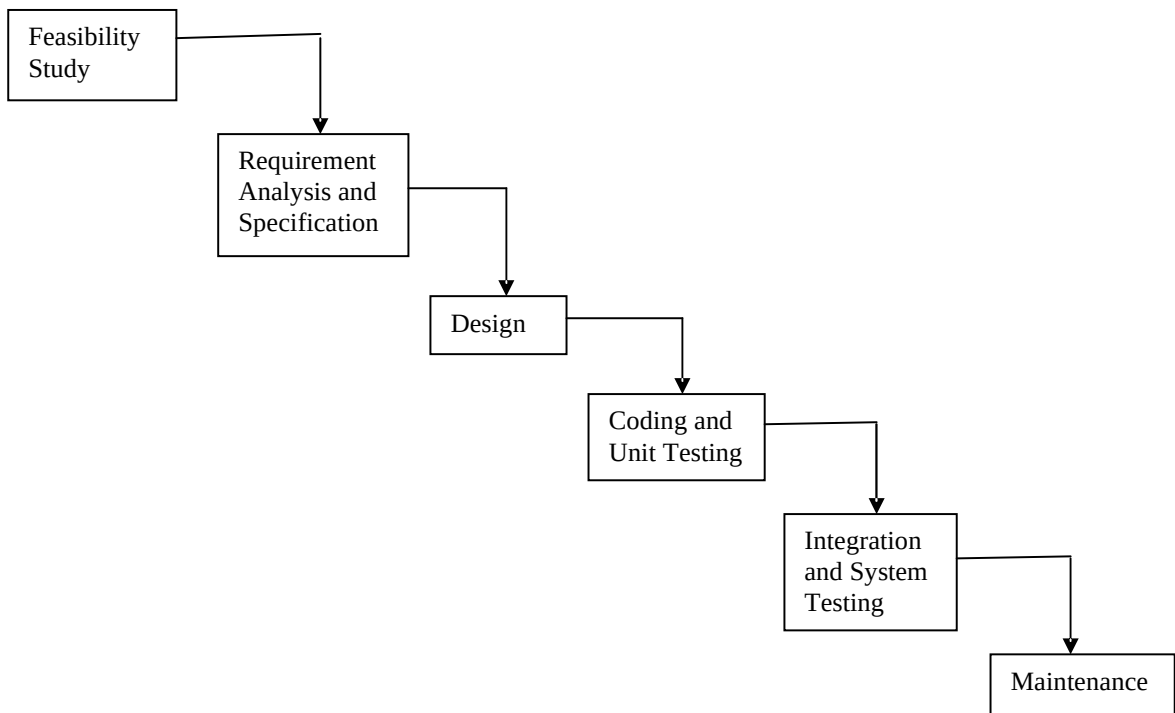 Feasibility
Study
Requirement
Analysis and
Specification
Design
Coding and
Unit Testing
Integration
and System
Testing
Maintenance